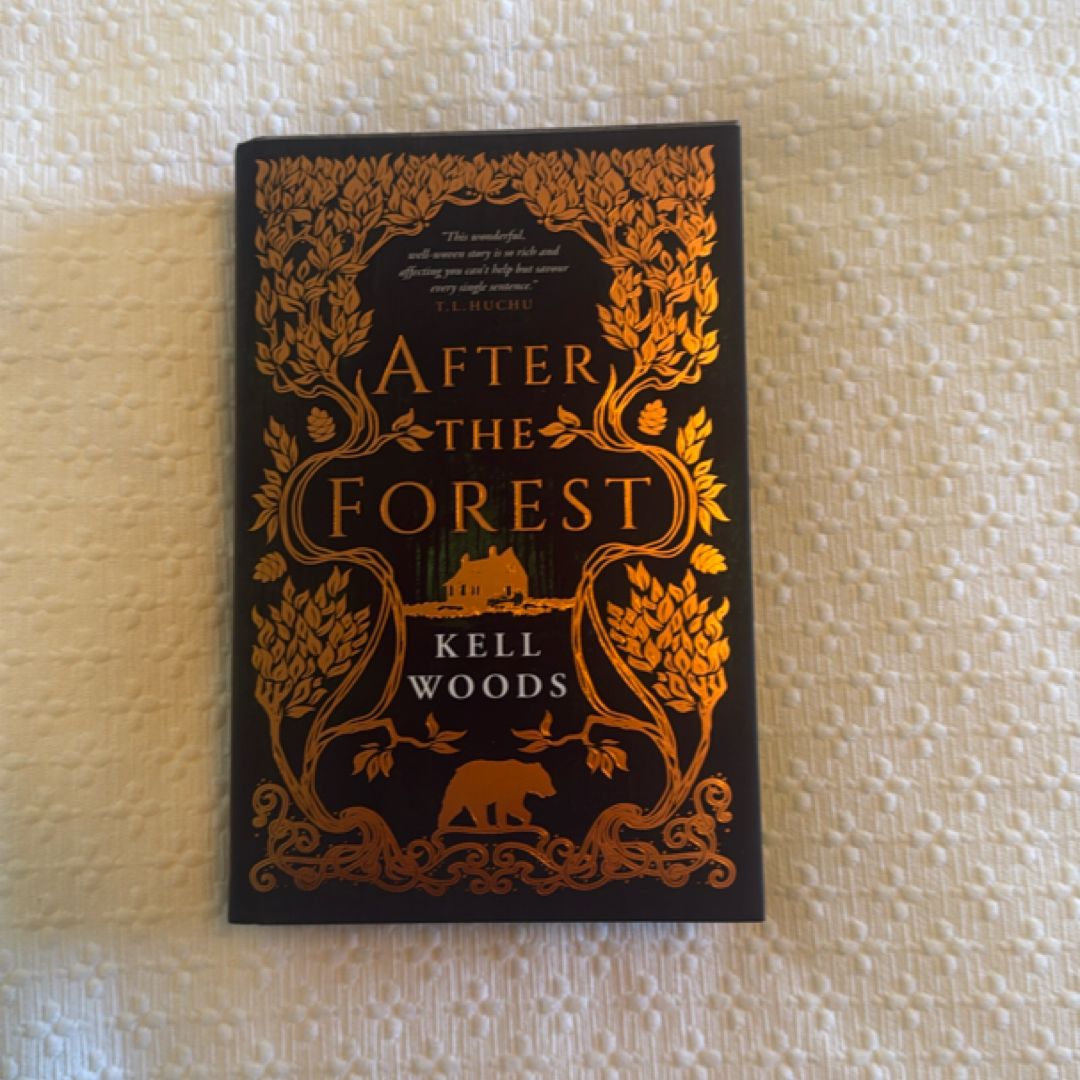 "This wonderful,
well-woven story is so rich and
affecting you can't help but savour
every single sentence."
T. L. HUCHU
AFTER
THE
FOREST
KELL
WOODS